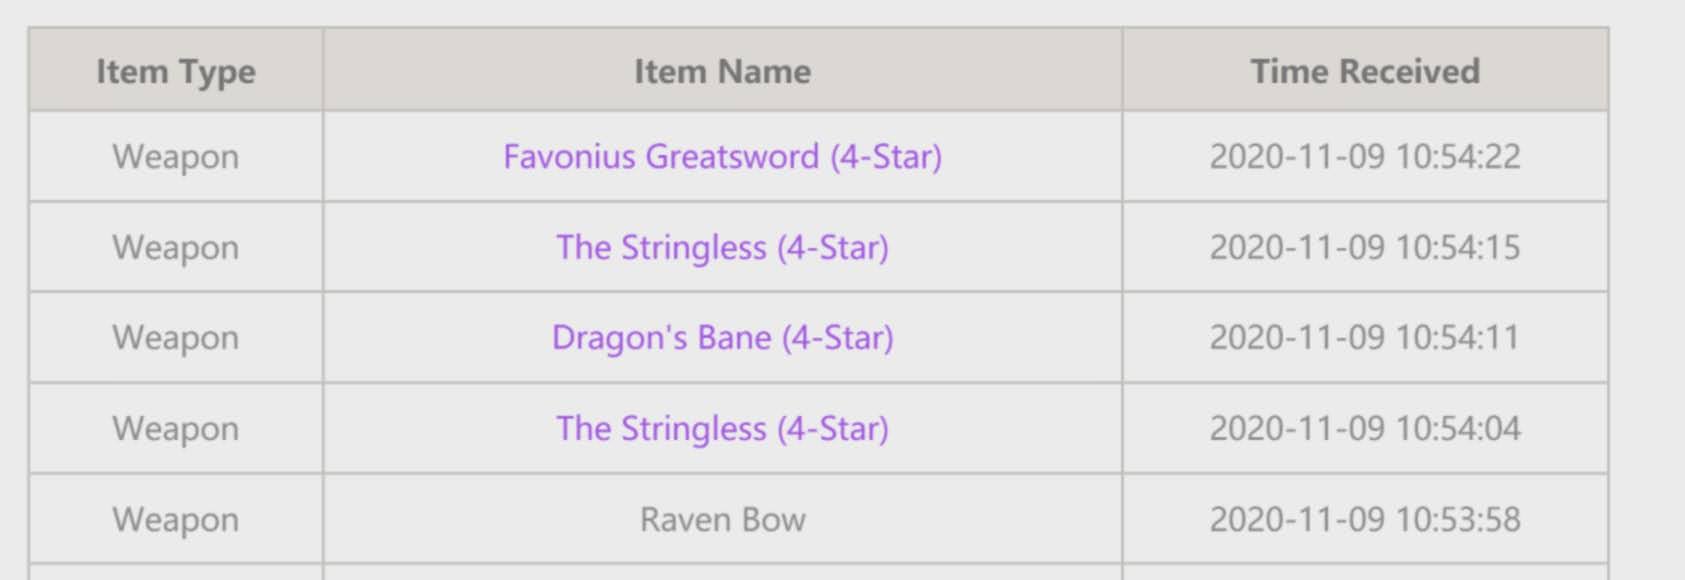 Item Type Item Name Time Received
Weapon Favonius Greatsword (4-Star) 2020-11-09 10:54:22
Weapon The Stringless (4-Star) 2020-11-09 10:54:15
Weapon Dragon's Bane (4-Star) 2020-11-09 10:54:11
Weapon The Stringless (4-Star) 2020-11-09 10:54:04
Weapon Raven Bow 2020-11-09 10:53:58